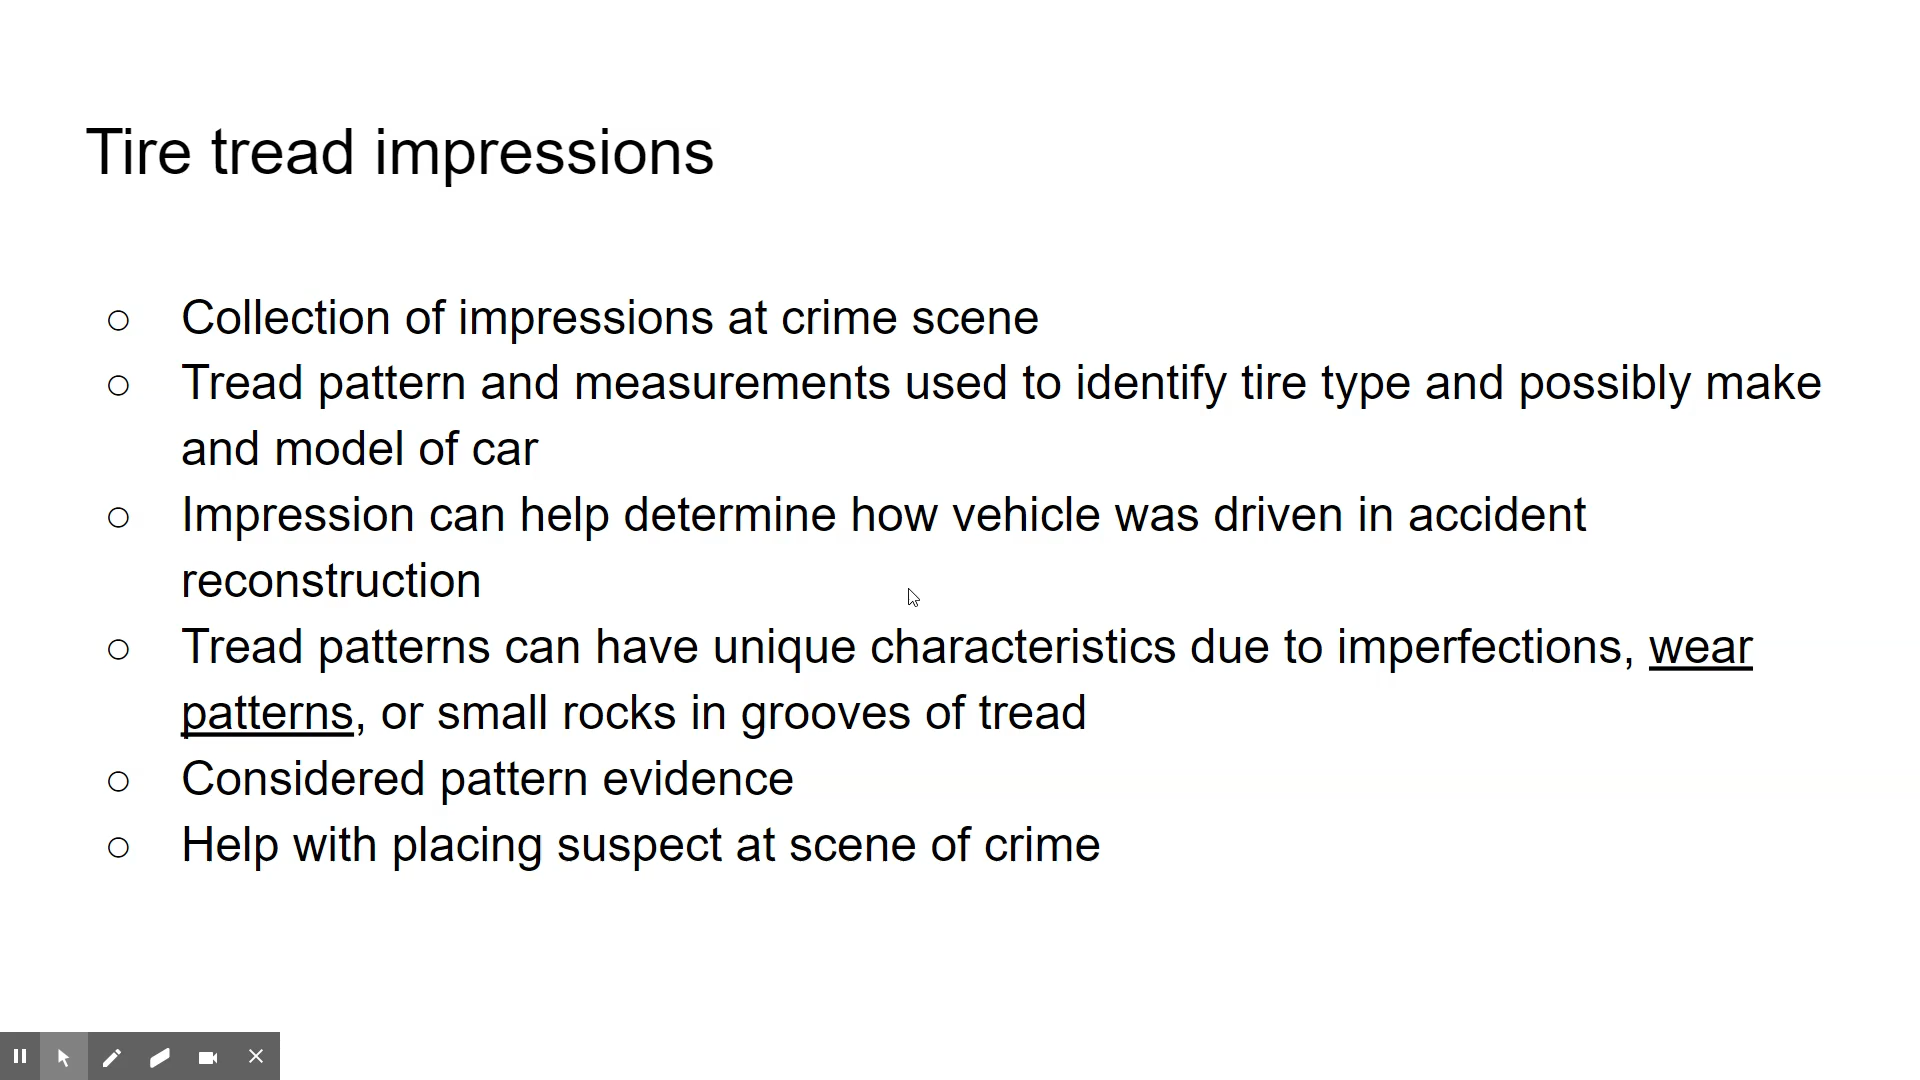 Tire tread impressions
○ Collection of impressions at crime scene
○ Tread pattern and measurements used to identify tire type and possibly make
and model of car
○ Impression can help determine how vehicle was driven in accident
reconstruction
○ Tread patterns can have unique characteristics due to imperfections, wear
patterns, or small rocks in grooves of tread
○ Considered pattern evidence
○ Help with placing suspect at scene of crime